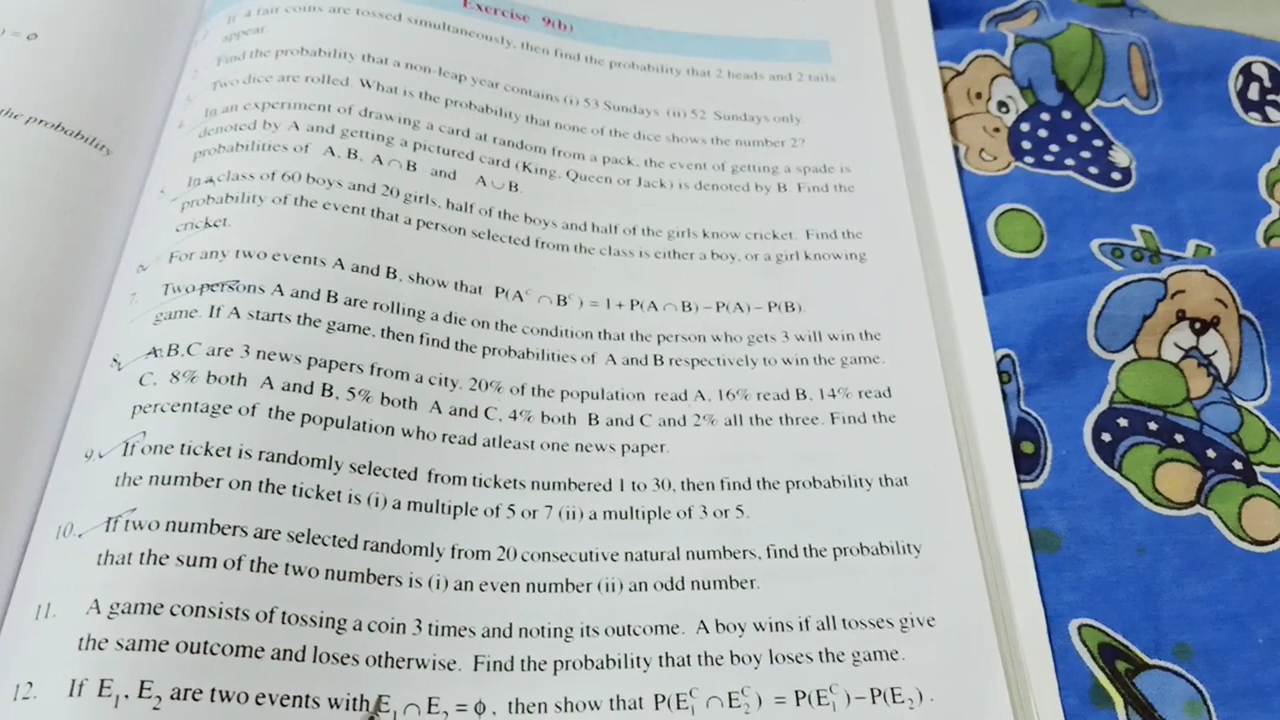 ) = ϕ
the probability
Exercise 9(b)
If 4 fair coins are tossed simultaneously, then find the probability that 2 heads and 2 tails
appear.
2. Find the probability that a non-leap year contains (i) 53 Sundays (ii) 52 Sundays only.
3. Two dice are rolled. What is the probability that none of the dice shows the number 2?
4. In an experiment of drawing a card at random from a pack, the event of getting a spade is
denoted by A and getting a pictured card (King, Queen or Jack) is denoted by B. Find the
probabilities of A, B, A ∩ B and A ∪ B.
In a class of 60 boys and 20 girls, half of the boys and half of the girls know cricket. Find the
probability of the event that a person selected from the class is either a boy, or a girl knowing
cricket.
6. For any two events A and B, show that P(Aᶜ ∩ Bᶜ) = 1 + P(A ∩ B) – P(A) – P(B).
7. Two persons A and B are rolling a die on the condition that the person who gets 3 will win the
game. If A starts the game, then find the probabilities of A and B respectively to win the game.
8. A,B,C are 3 news papers from a city. 20% of the population read A, 16% read B, 14% read
C, 8% both A and B, 5% both A and C, 4% both B and C and 2% all the three. Find the
percentage of the population who read atleast one news paper.
9. If one ticket is randomly selected from tickets numbered 1 to 30, then find the probability that
the number on the ticket is (i) a multiple of 5 or 7 (ii) a multiple of 3 or 5.
10. If two numbers are selected randomly from 20 consecutive natural numbers, find the probability
that the sum of the two numbers is (i) an even number (ii) an odd number.
11. A game consists of tossing a coin 3 times and noting its outcome. A boy wins if all tosses give
the same outcome and loses otherwise. Find the probability that the boy loses the game.
12. If E₁, E₂ are two events with E₁ ∩ E₂ = ϕ, then show that P(E₁ᶜ ∩ E₂ᶜ) = P(E₁ᶜ) – P(E₂).